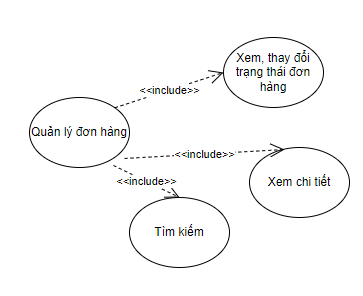 Xem, thay đổi
trạng thái đơn
hàng
<<include>>
Quản lý đơn hàng
<<include>>
Xem chi tiết
<<include>>
Tìm kiếm